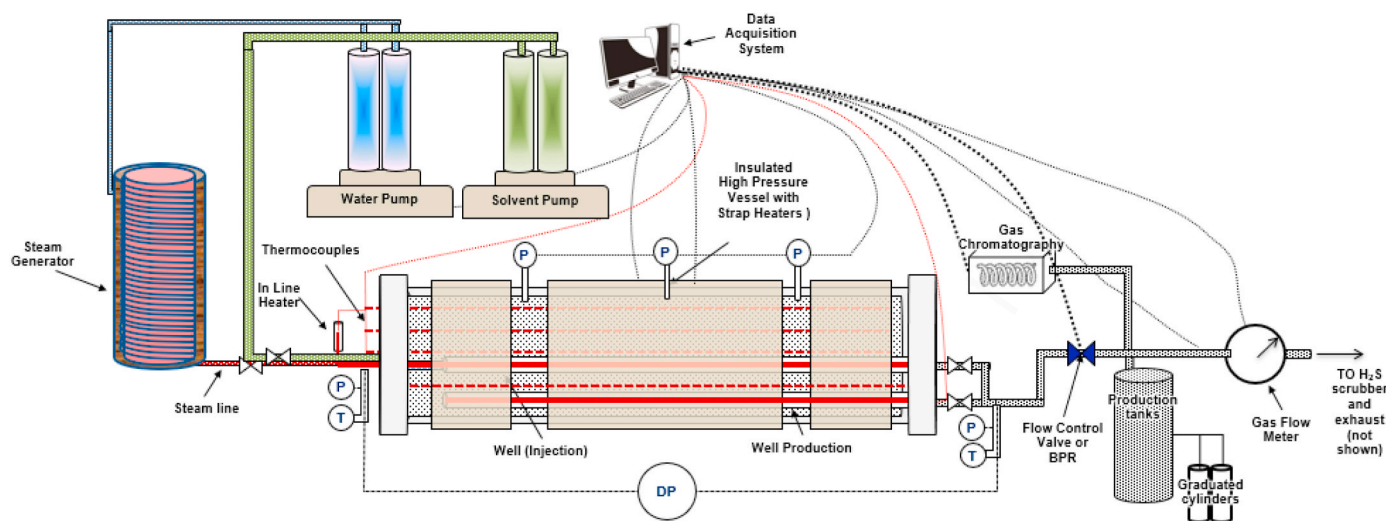 Data
Acquisition
System
Water Pump
Solvent Pump
Insulated
High Pressure
Vessel with
Strap Heaters )
Gas
Chromatography
Steam
Generator
Thermocouples
In Line
Heater
P
P
P
Steam line
P
T
Well (Injection)
Well Production
DP
P
T
Flow Control
Valve or
BPR
Production
tanks
Graduated
cylinders
Gas Flow
Meter
TO H₂S
scrubber
and
exhaust
(not
shown)